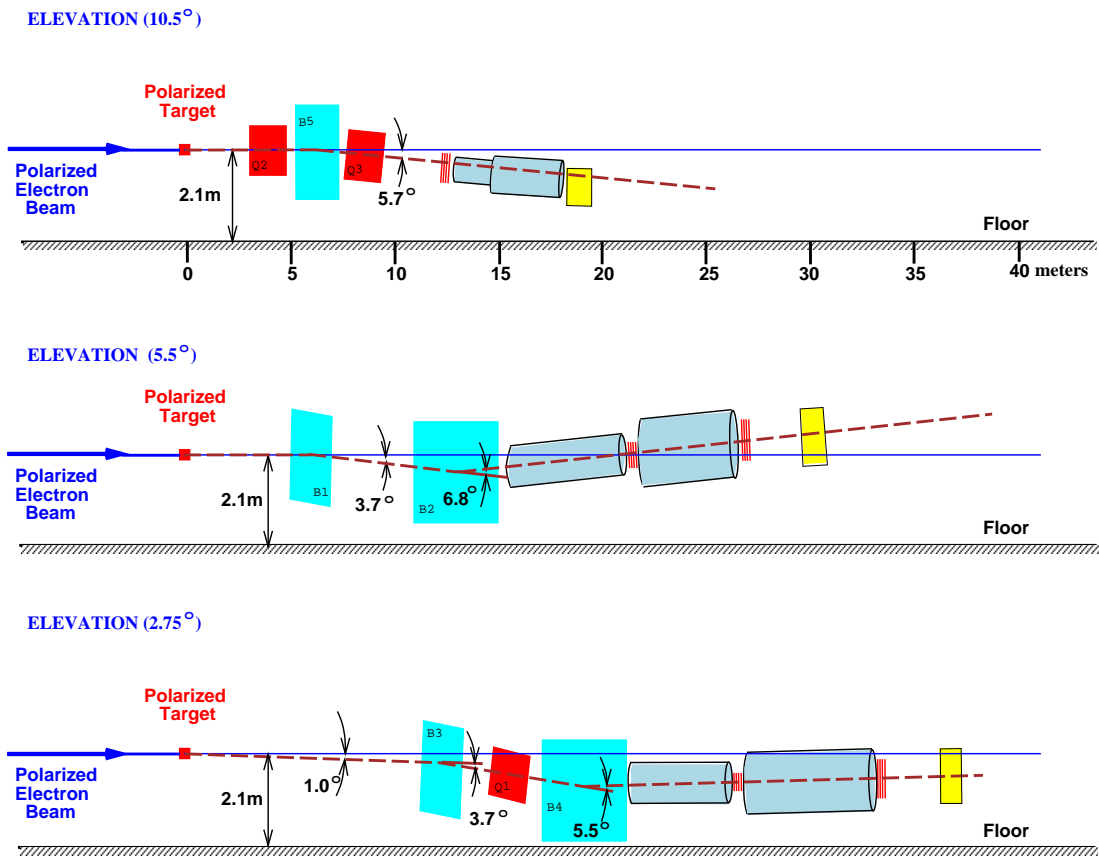 ELEVATION (10.5°)
Polarized
Target
B5
Q2
Q3
Polarized
Electron
Beam
2.1m
5.7°
Floor
0 5 10 15 20 25 30 35 40 meters
ELEVATION (5.5°)
Polarized
Target
Polarized
Electron
Beam
2.1m
B1
3.7°
B2
6.8°
Floor
ELEVATION (2.75°)
Polarized
Target
B3
Polarized
Electron
Beam
2.1m
1.0°
Q1
3.7°
B4
5.5°
Floor